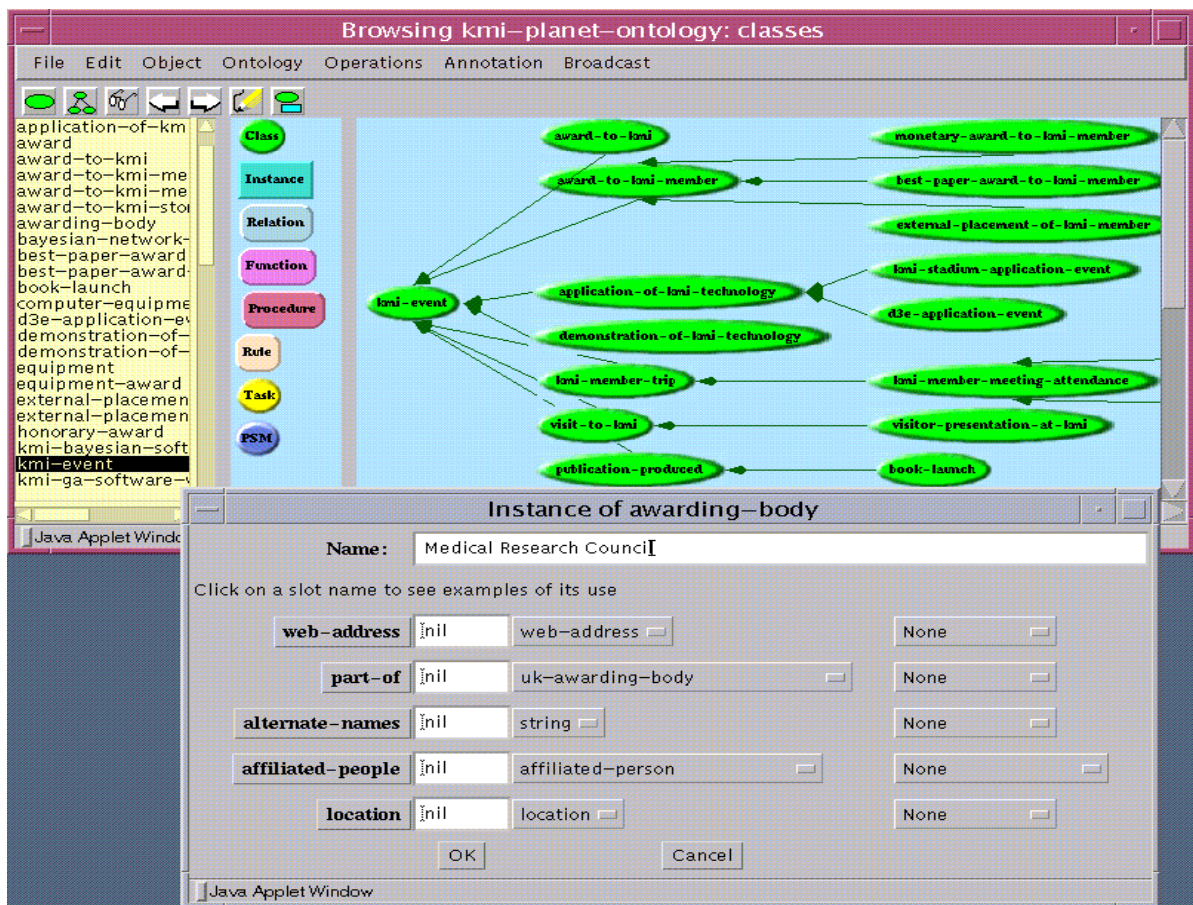 Browsing kmi-planet-ontology: classes
File Edit Object Ontology Operations Annotation Broadcast
application-of-km
award
award-to-kmi
award-to-kmi-me
award-to-kmi-me
award-to-kmi-sto
awarding-body
bayesian-network-
best-paper-award
best-paper-award-
book-launch
computer-equipme
d3e-application-ev
demonstration-of-
demonstration-of-
equipment
equipment-award
external-placemen
external-placemen
honorary-award
kmi-bayesian-soft
kmi-event
kmi-ga-software-v
Class
Instance
Relation
Function
Procedure
Rule
Task
PSM
award-to-kmi
monetary-award-to-kmi-member
award-to-kmi-member
best-paper-award-to-kmi-member
external-placement-of-kmi-member
kmi-event
application-of-kmi-technology
kmi-stadium-application-event
d3e-application-event
demonstration-of-kmi-technology
kmi-member-trip
kmi-member-meeting-attendance
visit-to-kmi
visitor-presentation-at-kmi
publication-produced
book-launch
Java Applet Windo
Instance of awarding-body
Name: Medical Research Council
Click on a slot name to see examples of its use
web-address nil web-address None
part-of nil uk-awarding-body None
alternate-names nil string None
affiliated-people nil affiliated-person None
location nil location None
OK Cancel
Java Applet Window